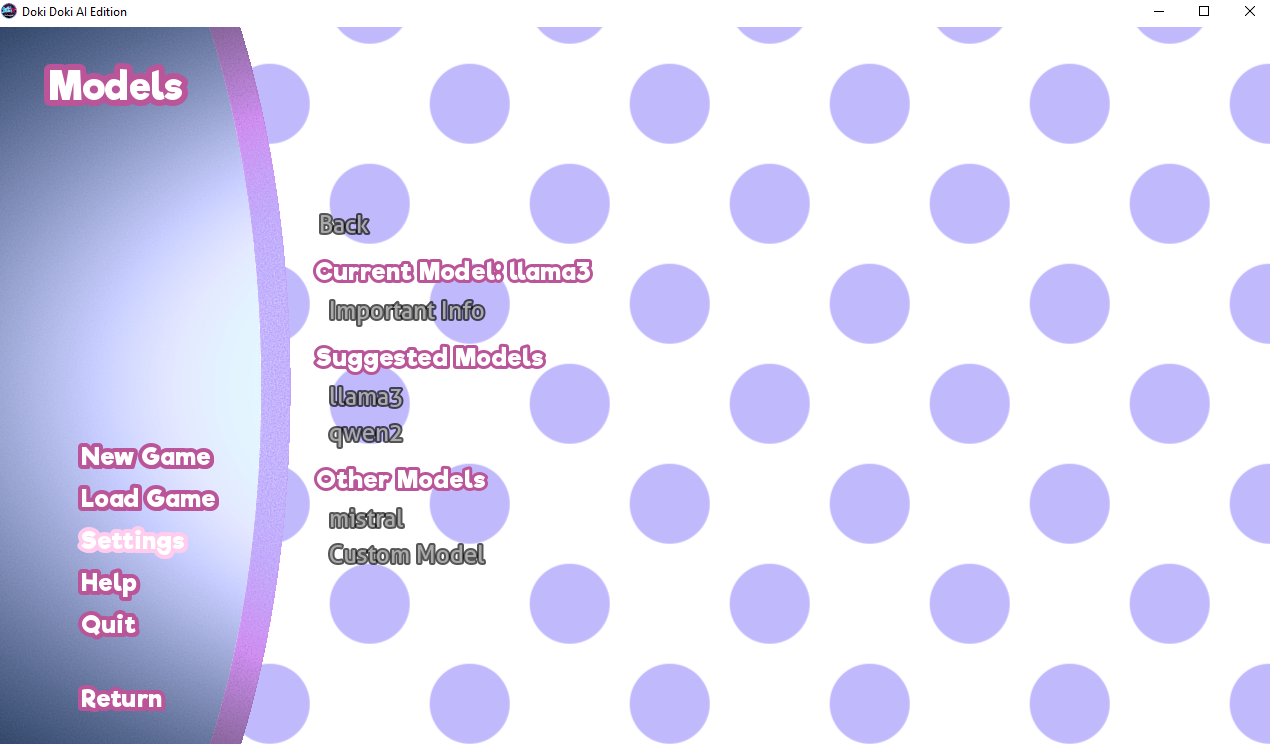 Doki Doki AI Edition
Models
Back
Current Model: llama3
Important Info
Suggested Models
llama3
qwen2
Other Models
mistral
Custom Model
New Game
Load Game
Settings
Help
Quit
Return